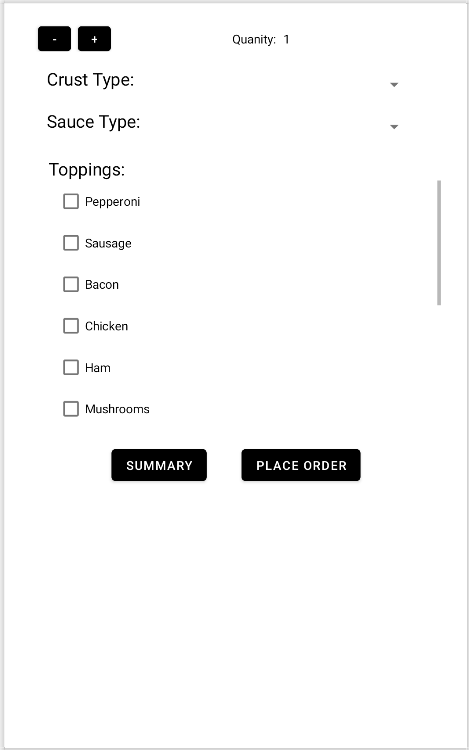 - + Quanity: 1
Crust Type:
Sauce Type:
Toppings:
Pepperoni
Sausage
Bacon
Chicken
Ham
Mushrooms
SUMMARY PLACE ORDER